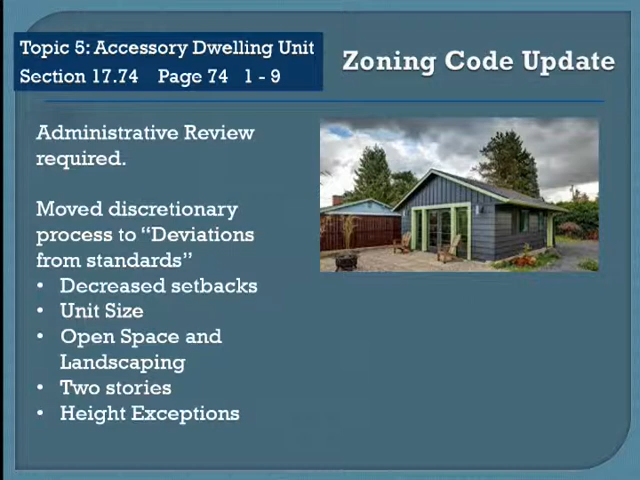 Topic 5: Accessory Dwelling Unit
Section 17.74 Page 74 1 - 9
Zoning Code Update
Administrative Review
required.
Moved discretionary
process to “Deviations
from standards”
• Decreased setbacks
• Unit Size
• Open Space and
Landscaping
• Two stories
• Height Exceptions